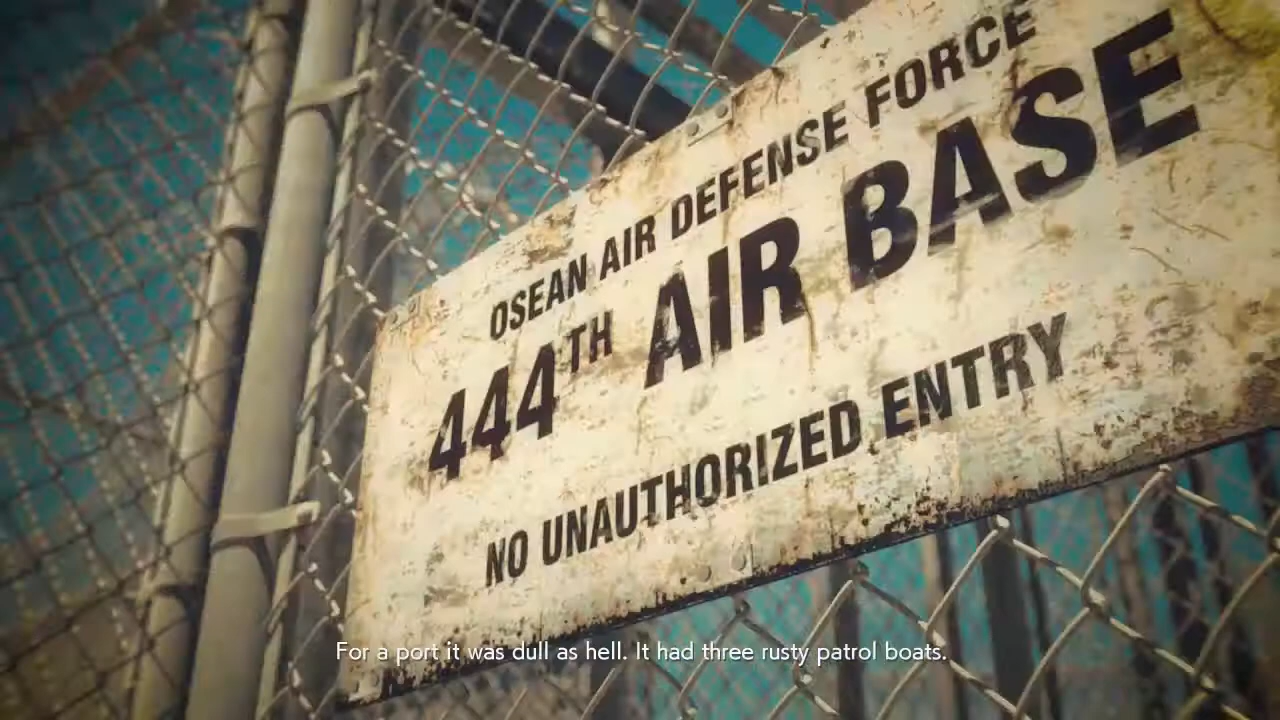 OSEAN AIR DEFENSE FORCE
444TH AIR BASE
NO UNAUTHORIZED ENTRY
For a port it was dull as hell. It had three rusty patrol boats.